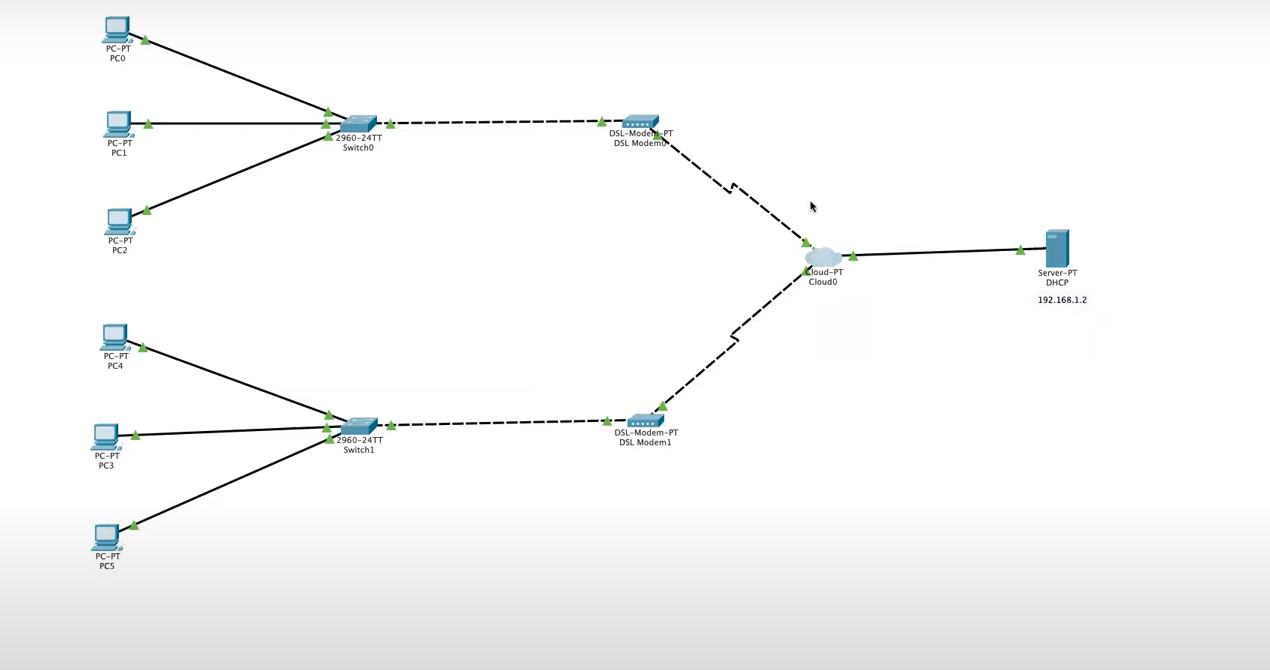 PC-PT
PC0
PC-PT
PC1
2960-24TT
Switch0
DSL-Modem-PT
DSL Modem0
PC-PT
PC2
Cloud-PT
Cloud0
Server-PT
DHCP
192.168.1.2
PC-PT
PC4
2960-24TT
Switch1
DSL-Modem-PT
DSL Modem1
PC-PT
PC3
PC-PT
PC5